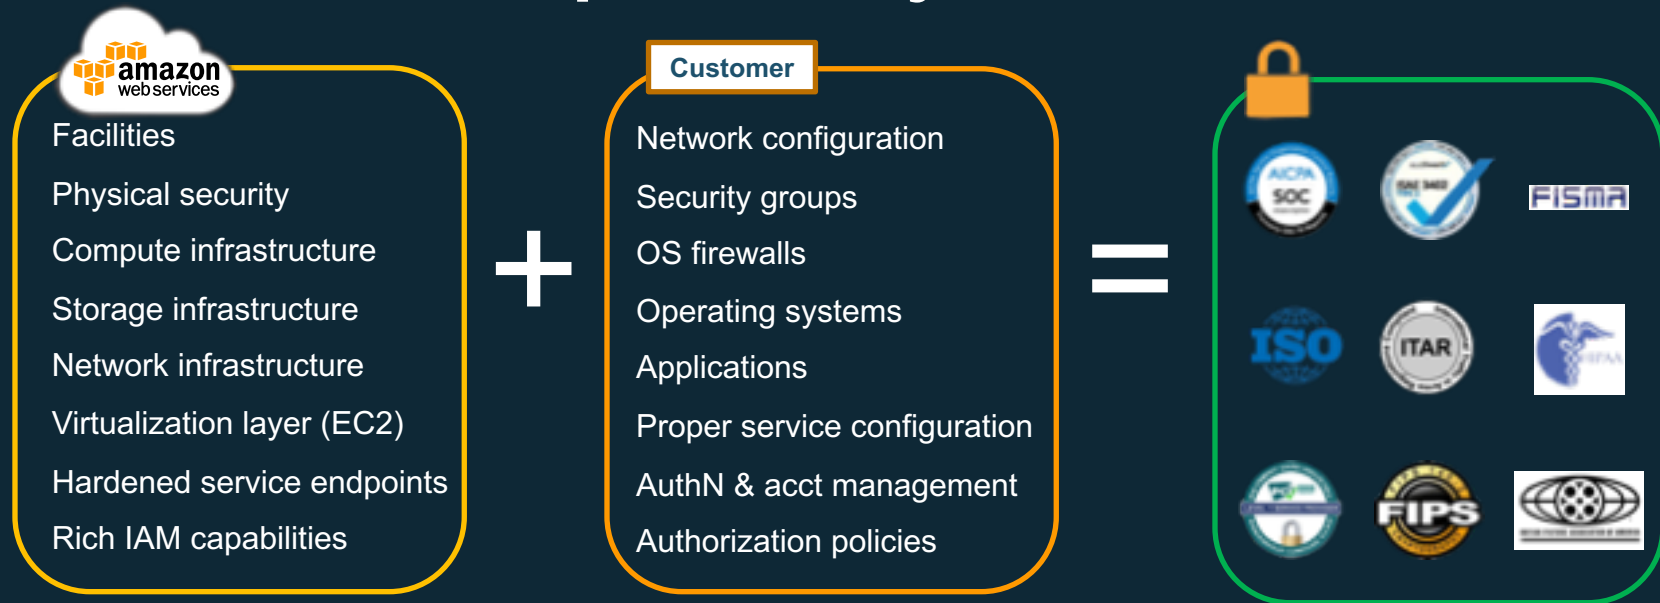 amazon
webservices
Facilities
Physical security
Compute infrastructure
Storage infrastructure
Network infrastructure
Virtualization layer (EC2)
Hardened service endpoints
Rich IAM capabilities
+
Customer
Network configuration
Security groups
OS firewalls
Operating systems
Applications
Proper service configuration
AuthN & acct management
Authorization policies
=
AICPA
SOC
FISMA
ISO
ITAR
HIPAA
FIPS